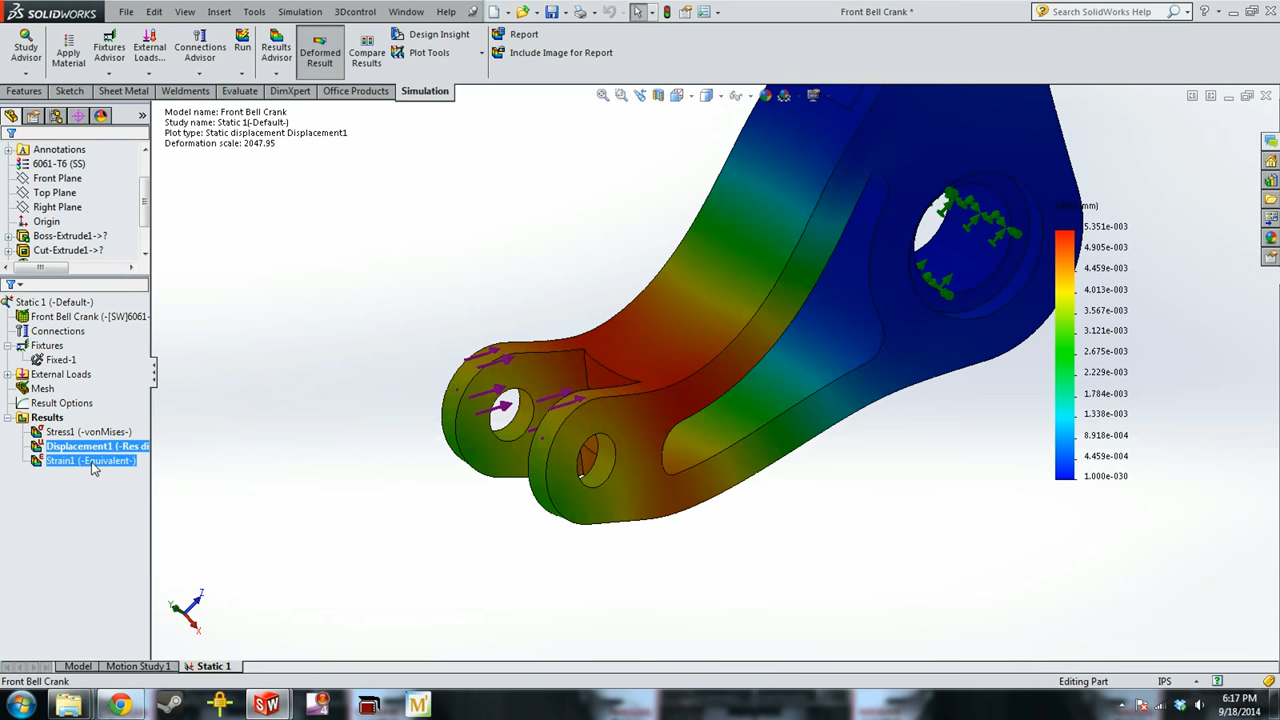 SOLIDWORKS
File Edit View Insert Tools Simulation 3Dcontrol Window Help
Front Bell Crank *
Search SolidWorks Help
Study Advisor
Apply Material
Fixtures Advisor
External Loads...
Connections Advisor
Run
Results Advisor
Deformed Result
Compare Results
Design Insight
Plot Tools
Report
Include Image for Report
Features Sketch Sheet Metal Weldments Evaluate DimXpert Office Products Simulation
Annotations
6061-T6 (SS)
Front Plane
Top Plane
Right Plane
Origin
Boss-Extrude1->?
Cut-Extrude1->?
Static 1 (-Default-)
Front Bell Crank (-[SW]6061-
Connections
Fixtures
Fixed-1
External Loads
Mesh
Result Options
Results
Stress1 (-vonMises-)
Displacement1 (-Res di
Strain1 (-Equivalent-)
Model name: Front Bell Crank
Study name: Static 1(-Default-)
Plot type: Static displacement Displacement1
Deformation scale: 2047.95
5.351e-003
4.905e-003
4.459e-003
4.013e-003
3.567e-003
3.121e-003
2.675e-003
2.229e-003
1.784e-003
1.338e-003
8.918e-004
4.459e-004
1.000e-030
Z
Y
X
Model Motion Study 1 Static 1
Front Bell Crank
Editing Part
IPS
6:17 PM
9/18/2014